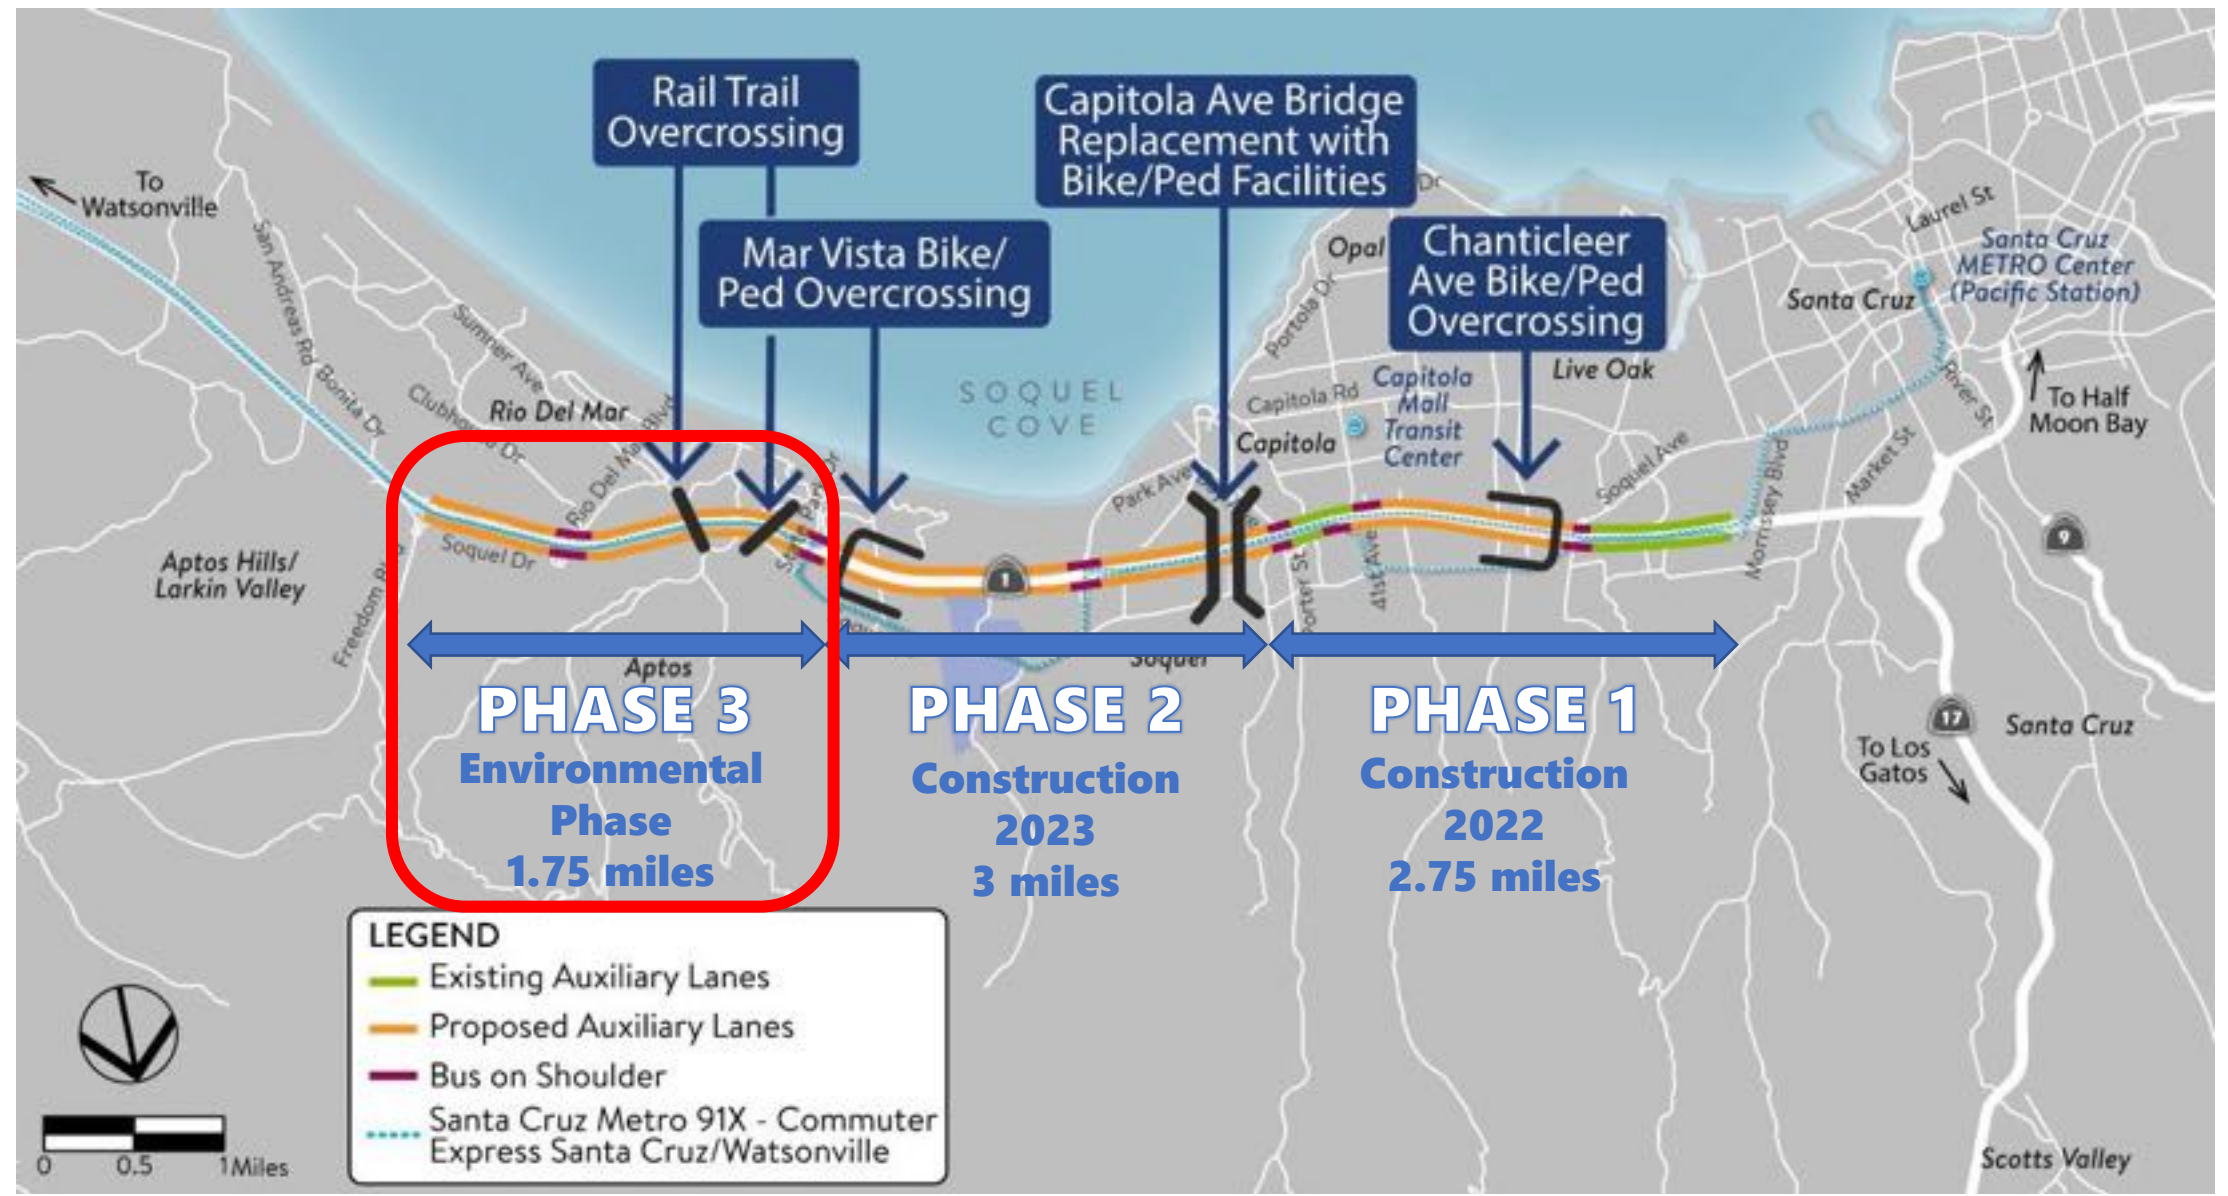 Rail Trail
Overcrossing
Capitola Ave Bridge
Replacement with
Bike/Ped Facilities
Mar Vista Bike/
Ped Overcrossing
Chanticleer
Ave Bike/Ped
Overcrossing
To
Watsonville
San Andreas Rd
Bonita Dr
Sumner Ave
Clubhouse Dr
Rio Del Mar
Rio Del Mar Blvd
SOQUEL
COVE
Dr
Opal
Portola Dr
Capitola Rd
Capitola
Mall
Transit
Center
Capitola
Live Oak
Laurel St
Santa Cruz
METRO Center
(Pacific Station)
Santa Cruz
River St
To Half
Moon Bay
Market St
Morrissey Blvd
Soquel Ave
Park Ave
Park Dr
State
Soquel Dr
Aptos Hills/
Larkin Valley
Freedom
1
Porter St
41st Ave
9
17
Santa Cruz
To Los
Gatos
Scotts Valley
Aptos
Soquel
PHASE 3
Environmental
Phase
1.75 miles
PHASE 2
Construction
2023
3 miles
PHASE 1
Construction
2022
2.75 miles
LEGEND
Existing Auxiliary Lanes
Proposed Auxiliary Lanes
Bus on Shoulder
Santa Cruz Metro 91X - Commuter
Express Santa Cruz/Watsonville
0 0.5 1 Miles